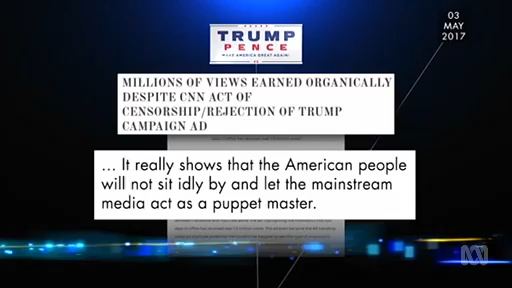 TRUMP
PENCE
MAKE AMERICA GREAT AGAIN!
03
MAY
2017
MILLIONS OF VIEWS EARNED ORGANICALLY
DESPITE CNN ACT OF
CENSORSHIP/REJECTION OF TRUMP
CAMPAIGN AD
... It really shows that the American people
will not sit idly by and let the mainstream
media act as a puppet master.